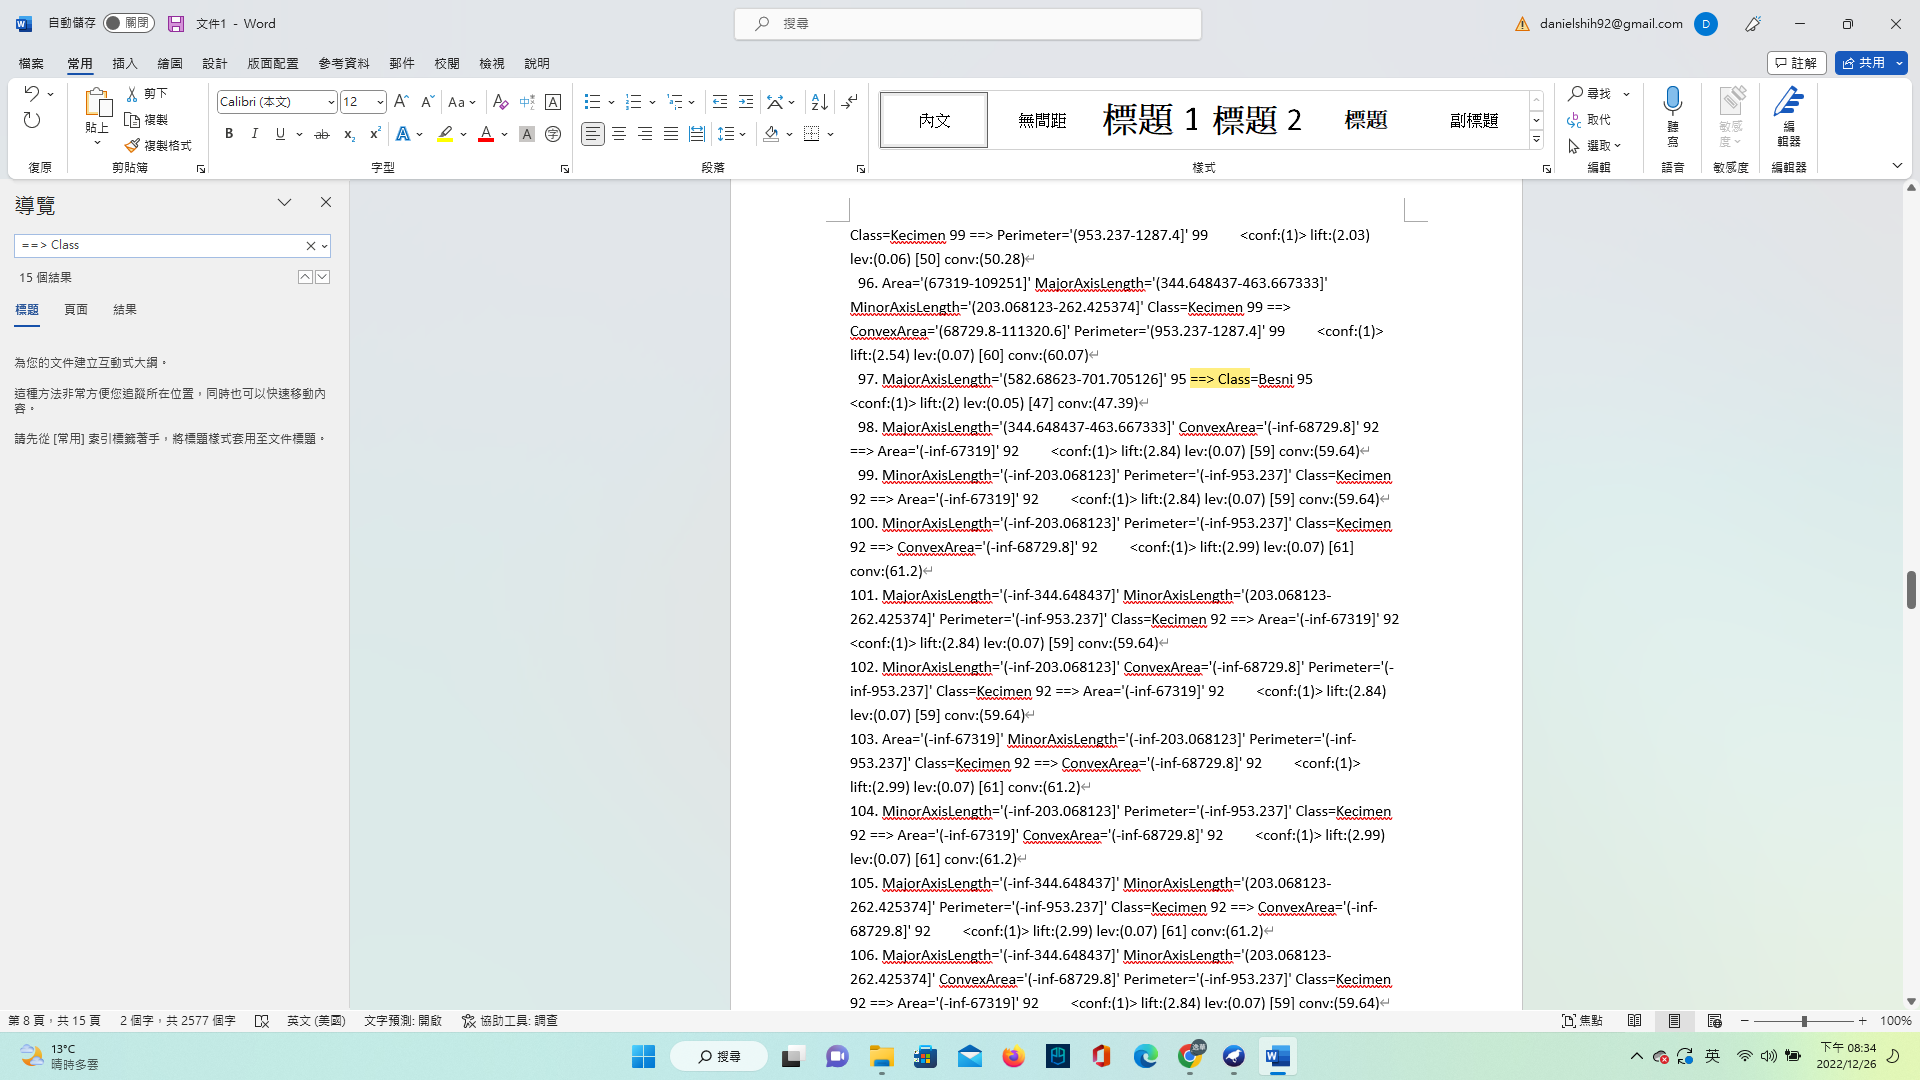 自動儲存 關閉 文件1 - Word 搜尋 danielshih92@gmail.com D
檔案 常用 插入 繪圖 設計 版面配置 參考資料 郵件 校閱 檢視 說明 註解 共用
貼上 剪下 複製 複製格式
Calibri (本文) 12 Aa
B I U ab x₂ x² A A A 字
內文 無間距 標題 1 標題 2 標題 副標題
尋找 取代 選取
聽寫 敏感度 編輯器
復原 剪貼簿 字型 段落 樣式 編輯 語音 敏感度 編輯器
導覽
==> Class
15 個結果
標題 頁面 結果
為您的文件建立互動式大綱。
這種方法非常方便您追蹤所在位置，同時也可以快速移動內
容。
請先從 [常用] 索引標籤著手，將標題樣式套用至文件標題。
Class=Kecimen 99 ==> Perimeter='(953.237-1287.4]' 99 <conf:(1)> lift:(2.03)
lev:(0.06) [50] conv:(50.28)↵
96. Area='(67319-109251]' MajorAxisLength='(344.648437-463.667333]'
MinorAxisLength='(203.068123-262.425374]' Class=Kecimen 99 ==>
ConvexArea='(68729.8-111320.6]' Perimeter='(953.237-1287.4]' 99 <conf:(1)>
lift:(2.54) lev:(0.07) [60] conv:(60.07)↵
97. MajorAxisLength='(582.68623-701.705126]' 95 ==> Class=Besni 95
<conf:(1)> lift:(2) lev:(0.05) [47] conv:(47.39)↵
98. MajorAxisLength='(344.648437-463.667333]' ConvexArea='(-inf-68729.8]' 92
==> Area='(-inf-67319]' 92 <conf:(1)> lift:(2.84) lev:(0.07) [59] conv:(59.64)↵
99. MinorAxisLength='(-inf-203.068123]' Perimeter='(-inf-953.237]' Class=Kecimen
92 ==> Area='(-inf-67319]' 92 <conf:(1)> lift:(2.84) lev:(0.07) [59] conv:(59.64)↵
100. MinorAxisLength='(-inf-203.068123]' Perimeter='(-inf-953.237]' Class=Kecimen
92 ==> ConvexArea='(-inf-68729.8]' 92 <conf:(1)> lift:(2.99) lev:(0.07) [61]
conv:(61.2)↵
101. MajorAxisLength='(-inf-344.648437]' MinorAxisLength='(203.068123-
262.425374]' Perimeter='(-inf-953.237]' Class=Kecimen 92 ==> Area='(-inf-67319]' 92
<conf:(1)> lift:(2.84) lev:(0.07) [59] conv:(59.64)↵
102. MinorAxisLength='(-inf-203.068123]' ConvexArea='(-inf-68729.8]' Perimeter='(-
inf-953.237]' Class=Kecimen 92 ==> Area='(-inf-67319]' 92 <conf:(1)> lift:(2.84)
lev:(0.07) [59] conv:(59.64)↵
103. Area='(-inf-67319]' MinorAxisLength='(-inf-203.068123]' Perimeter='(-inf-
953.237]' Class=Kecimen 92 ==> ConvexArea='(-inf-68729.8]' 92 <conf:(1)>
lift:(2.99) lev:(0.07) [61] conv:(61.2)↵
104. MinorAxisLength='(-inf-203.068123]' Perimeter='(-inf-953.237]' Class=Kecimen
92 ==> Area='(-inf-67319]' ConvexArea='(-inf-68729.8]' 92 <conf:(1)> lift:(2.99)
lev:(0.07) [61] conv:(61.2)↵
105. MajorAxisLength='(-inf-344.648437]' MinorAxisLength='(203.068123-
262.425374]' Perimeter='(-inf-953.237]' Class=Kecimen 92 ==> ConvexArea='(-inf-
68729.8]' 92 <conf:(1)> lift:(2.99) lev:(0.07) [61] conv:(61.2)↵
106. MajorAxisLength='(-inf-344.648437]' MinorAxisLength='(203.068123-
262.425374]' ConvexArea='(-inf-68729.8]' Perimeter='(-inf-953.237]' Class=Kecimen
92 ==> Area='(-inf-67319]' 92 <conf:(1)> lift:(2.84) lev:(0.07) [59] conv:(59.64)↵
第 8 頁，共 15 頁 2 個字，共 2577 個字 英文 (美國) 文字預測: 開啟 協助工具: 調查 焦點 100%
13°C
晴時多雲
搜尋
英
下午 08:34
2022/12/26